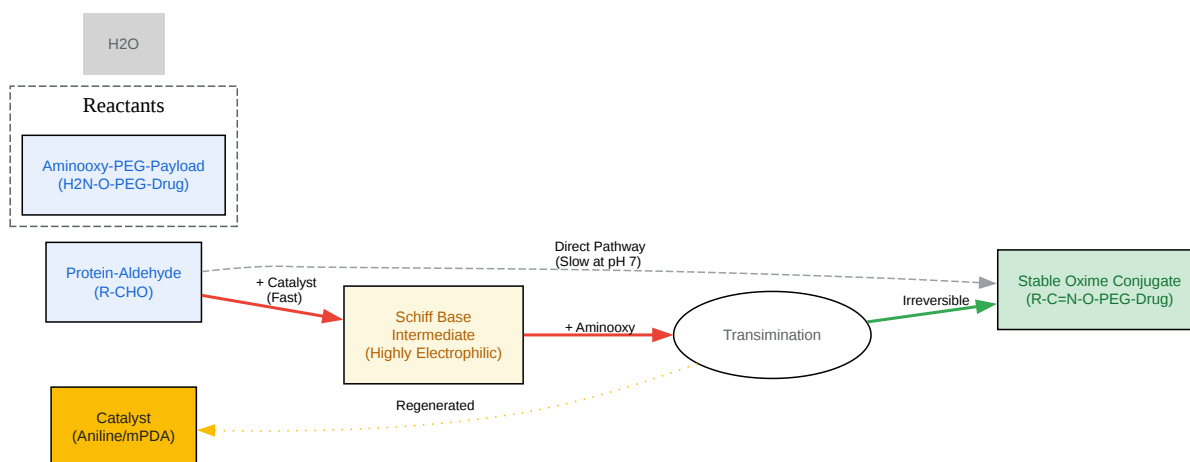 H2O
Reactants
Aminooxy-PEG-Payload
(H2N-O-PEG-Drug)
Protein-Aldehyde
(R-CHO)
Direct Pathway
(Slow at pH 7)
+ Catalyst
(Fast)
Schiff Base
Intermediate
(Highly Electrophilic)
+ Aminooxy
Transimination
Irreversible
Stable Oxime Conjugate
(R-C=N-O-PEG-Drug)
Regenerated
Catalyst
(Aniline/mPDA)